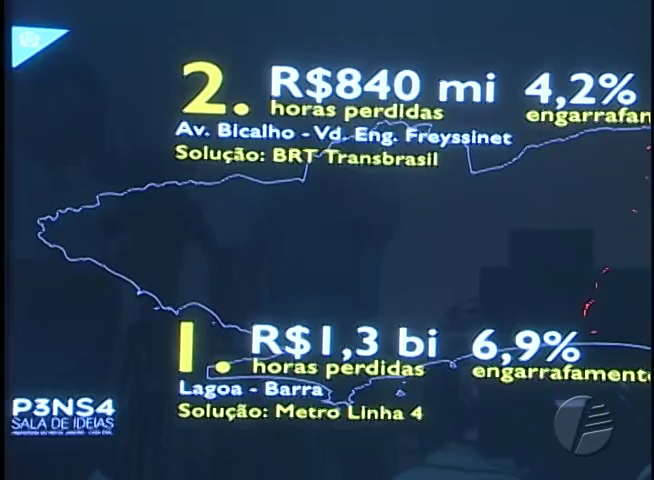 2.
R$840 mi 4,2%
horas perdidas engarrafam
Av. Bicalho - Vd. Eng. Freyssinet
Solução: BRT Transbrasil
1.
R$1,3 bi 6,9%
horas perdidas engarrafamento
Lagoa - Barra
Solução: Metro Linha 4
P3NS4
SALA DE IDEIAS